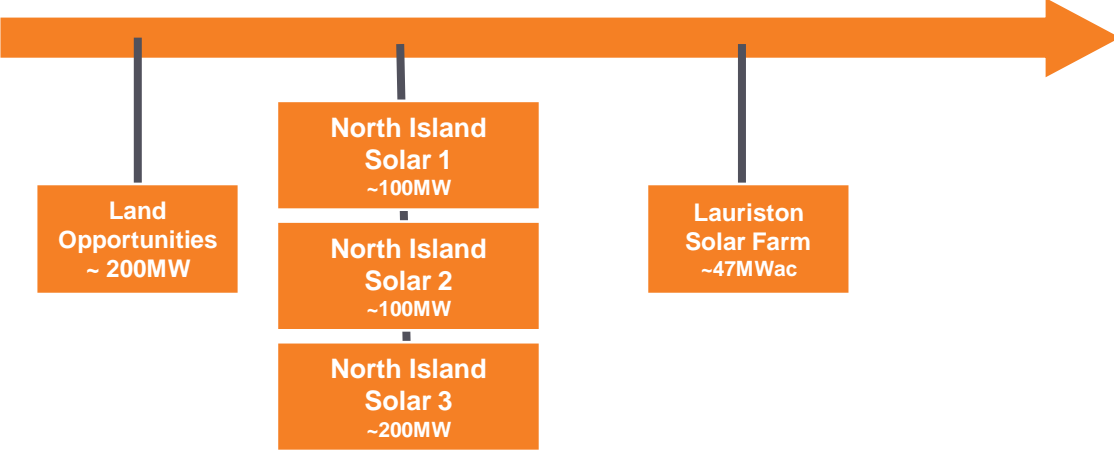 Land
Opportunities
~ 200MW
North Island
Solar 1
~100MW
North Island
Solar 2
~100MW
North Island
Solar 3
~200MW
Lauriston
Solar Farm
~47MWac